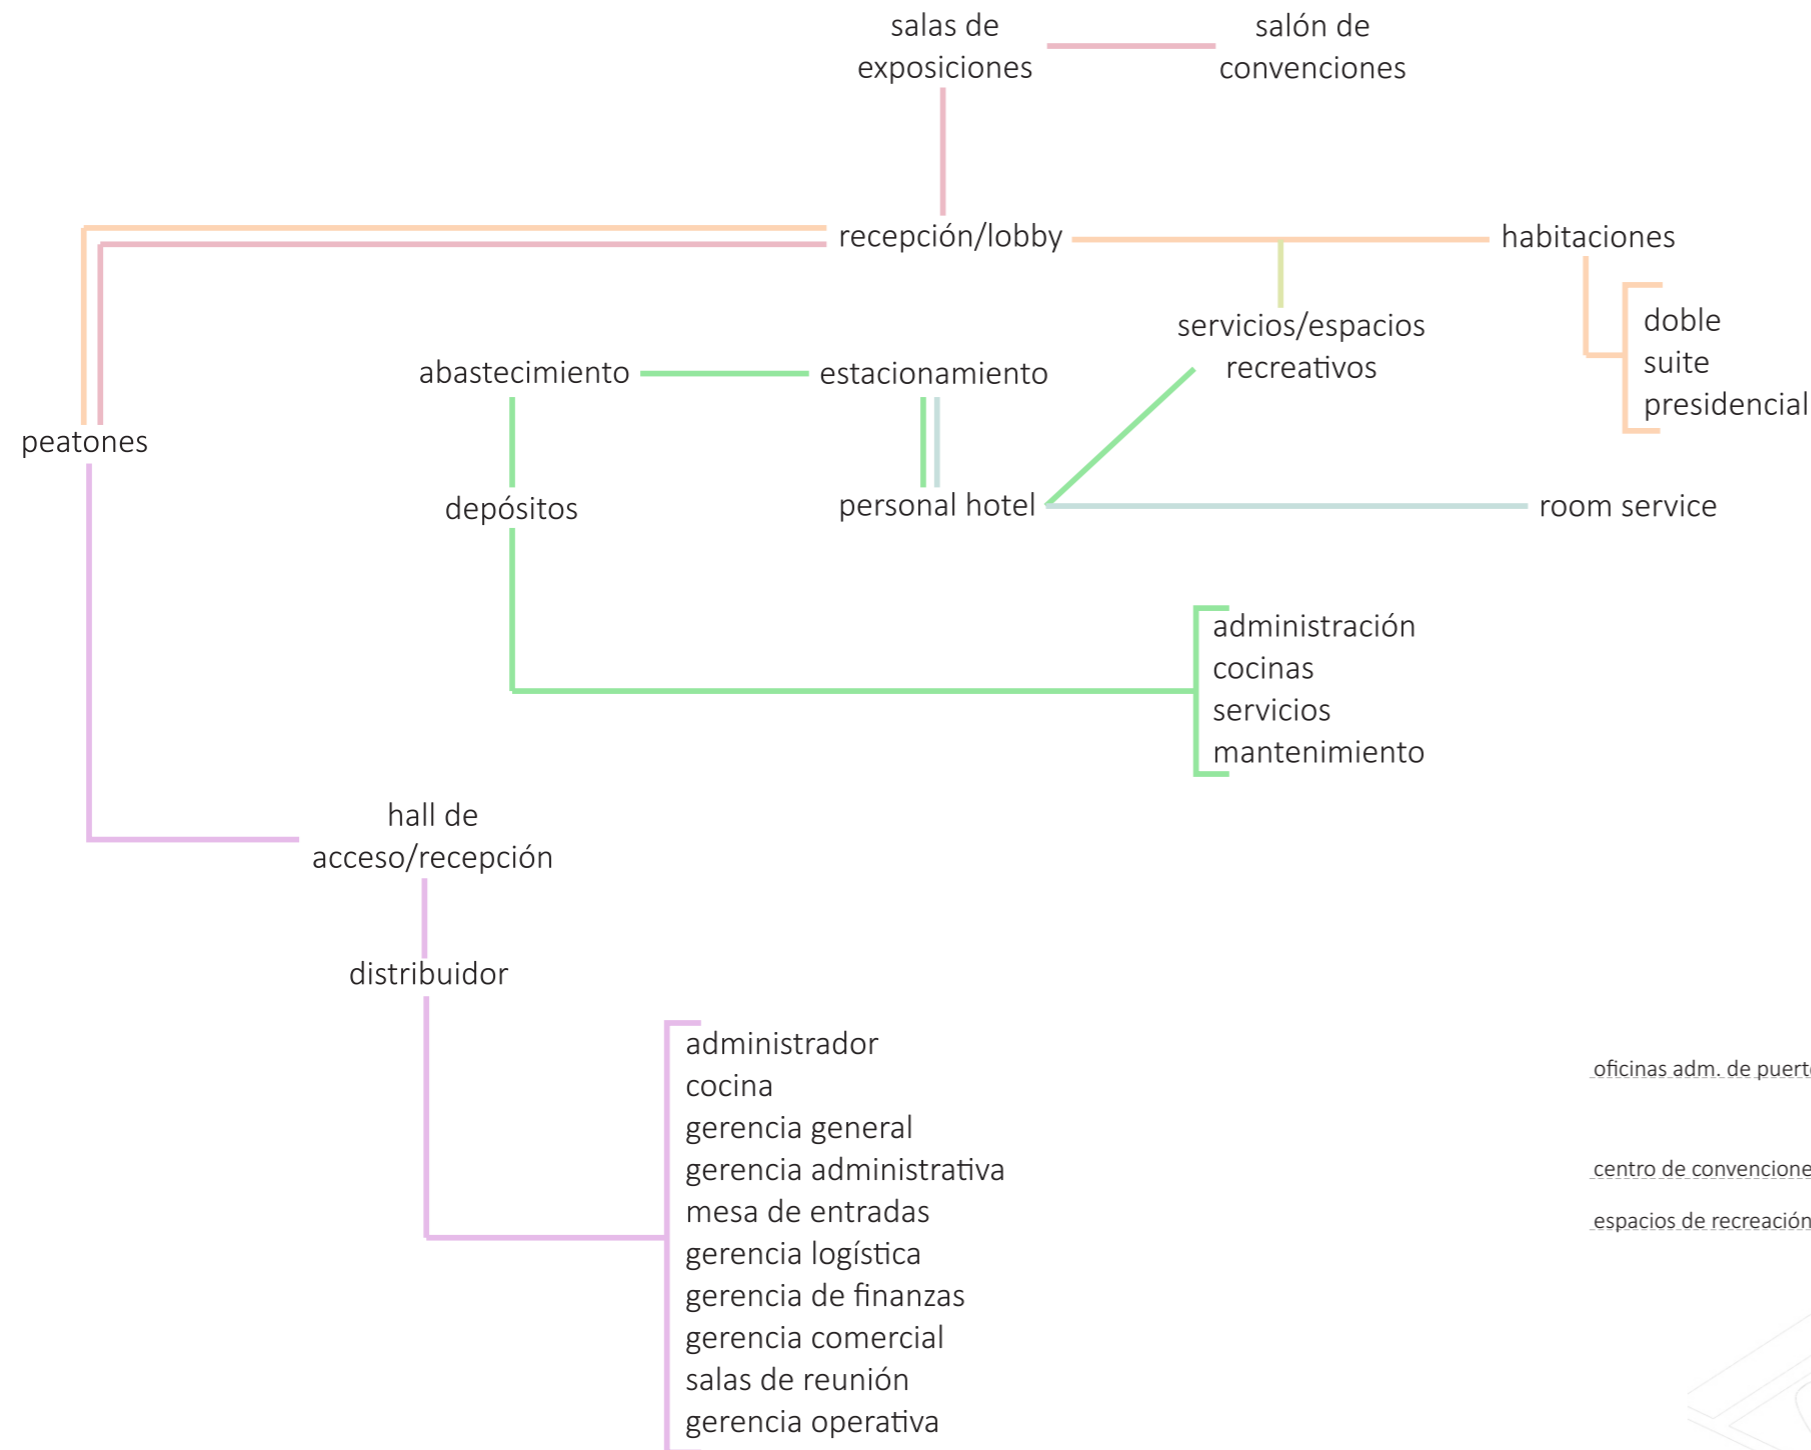 salas de
exposiciones
salón de
convenciones
recepción/lobby
habitaciones
servicios/espacios
recreativos
doble
suite
presidencial
abastecimiento
estacionamiento
peatones
depósitos
personal hotel
room service
administración
cocinas
servicios
mantenimiento
hall de
acceso/recepción
distribuidor
administrador
cocina
gerencia general
gerencia administrativa
mesa de entradas
gerencia logística
gerencia de finanzas
gerencia comercial
salas de reunión
gerencia operativa
oficinas adm. de puert
centro de convencione
espacios de recreación